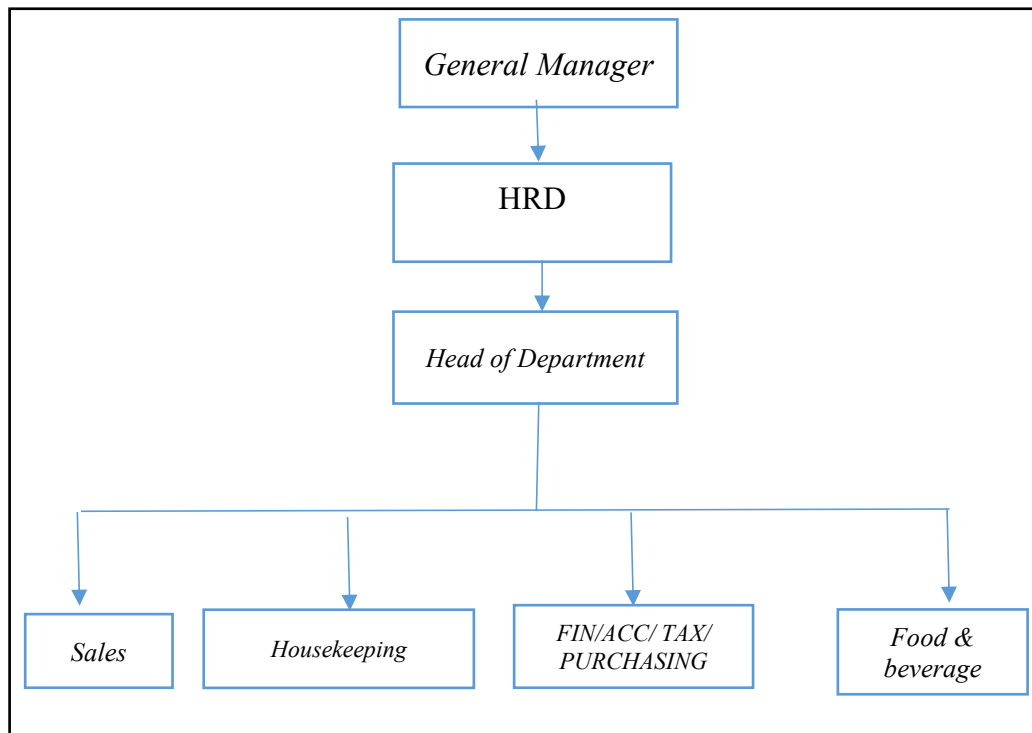 General Manager
HRD
Head of Department
Sales
Housekeeping
FIN/ACC/ TAX/
PURCHASING
Food &
beverage